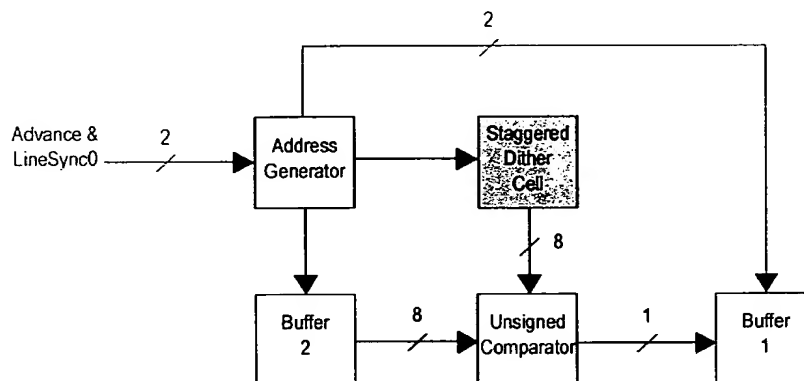 2
Advance &
LineSync0
2
Address
Generator
Staggered
Dither
Cell
8
Buffer
2
8
Unsigned
Comparator
1
Buffer
1